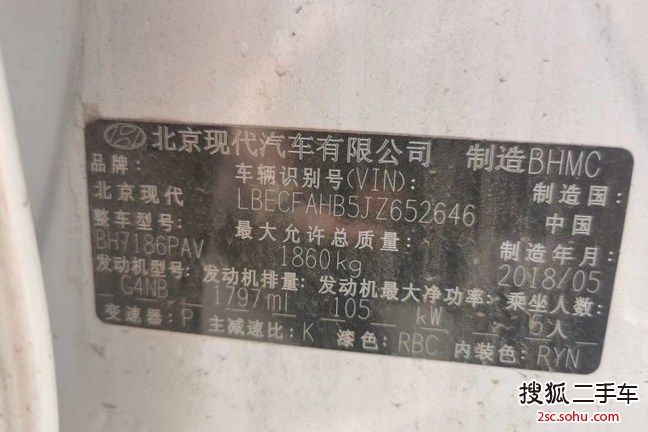 北京现代汽车有限公司 制造BHMC
品牌: 车辆识别号(VIN): 制造国:
北京现代 LBECFAHB5JZ652646 中国
整车型号: 最大允许总质量: 制造年月:
BH7186PAV 1860kg 2018/05
发动机型号: 发动机排量: 发动机最大净功率: 乘坐人数:
G4NB 1797ml 105 kW 5人
变速器:P 主减速比:K 漆色:RBC 内装色:RYN
搜狐 二手车
2sc.sohu.com